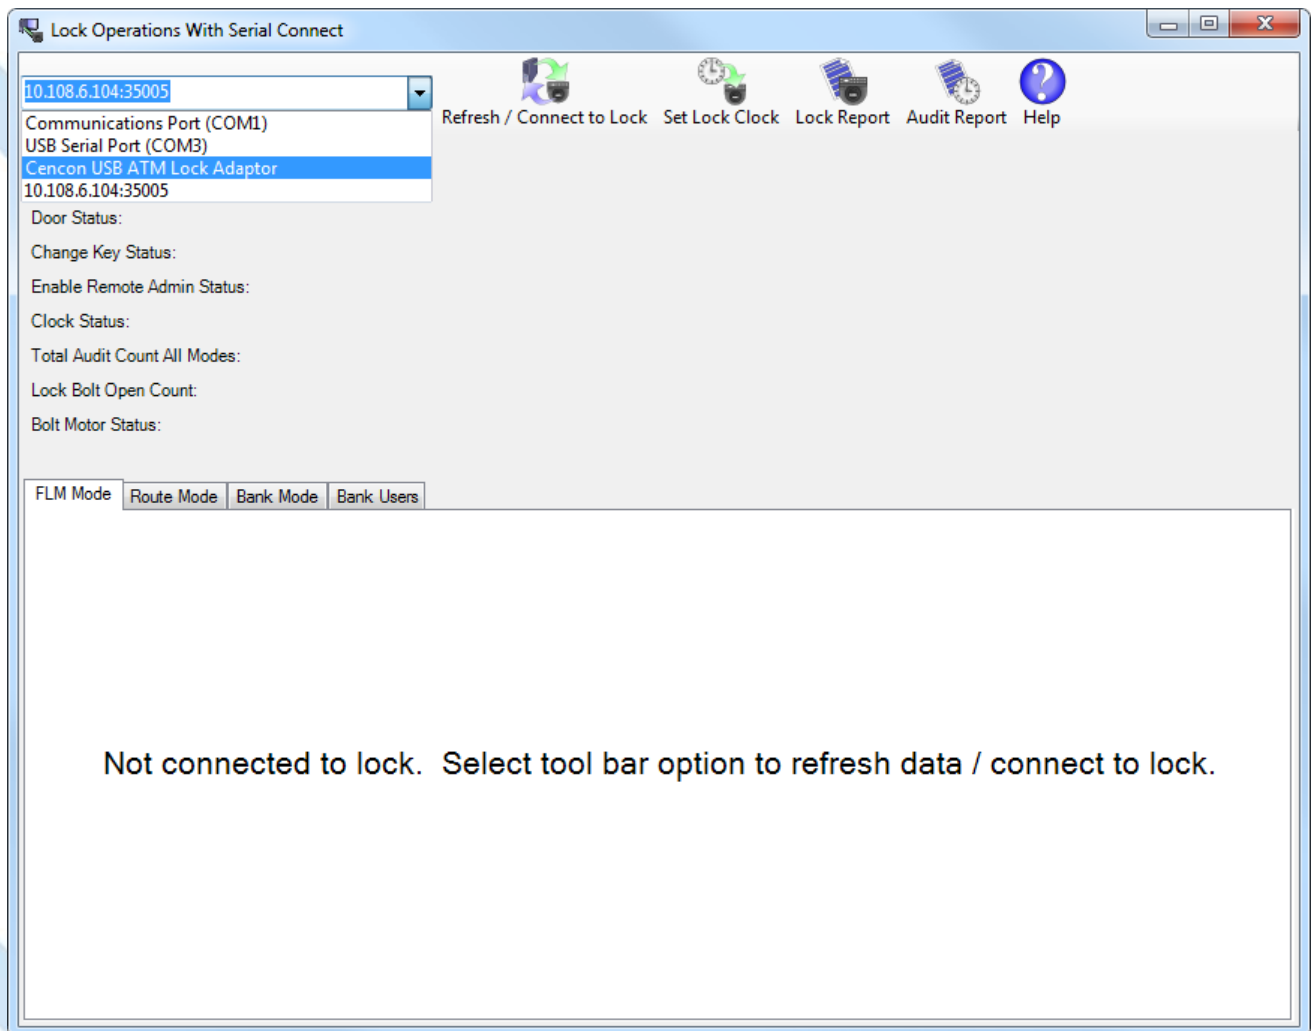 Lock Operations With Serial Connect
10.108.6.104:35005
Communications Port (COM1)
USB Serial Port (COM3)
Cencon USB ATM Lock Adaptor
10.108.6.104:35005
Refresh / Connect to Lock Set Lock Clock Lock Report Audit Report Help
Door Status:
Change Key Status:
Enable Remote Admin Status:
Clock Status:
Total Audit Count All Modes:
Lock Bolt Open Count:
Bolt Motor Status:
FLM Mode Route Mode Bank Mode Bank Users
Not connected to lock. Select tool bar option to refresh data / connect to lock.